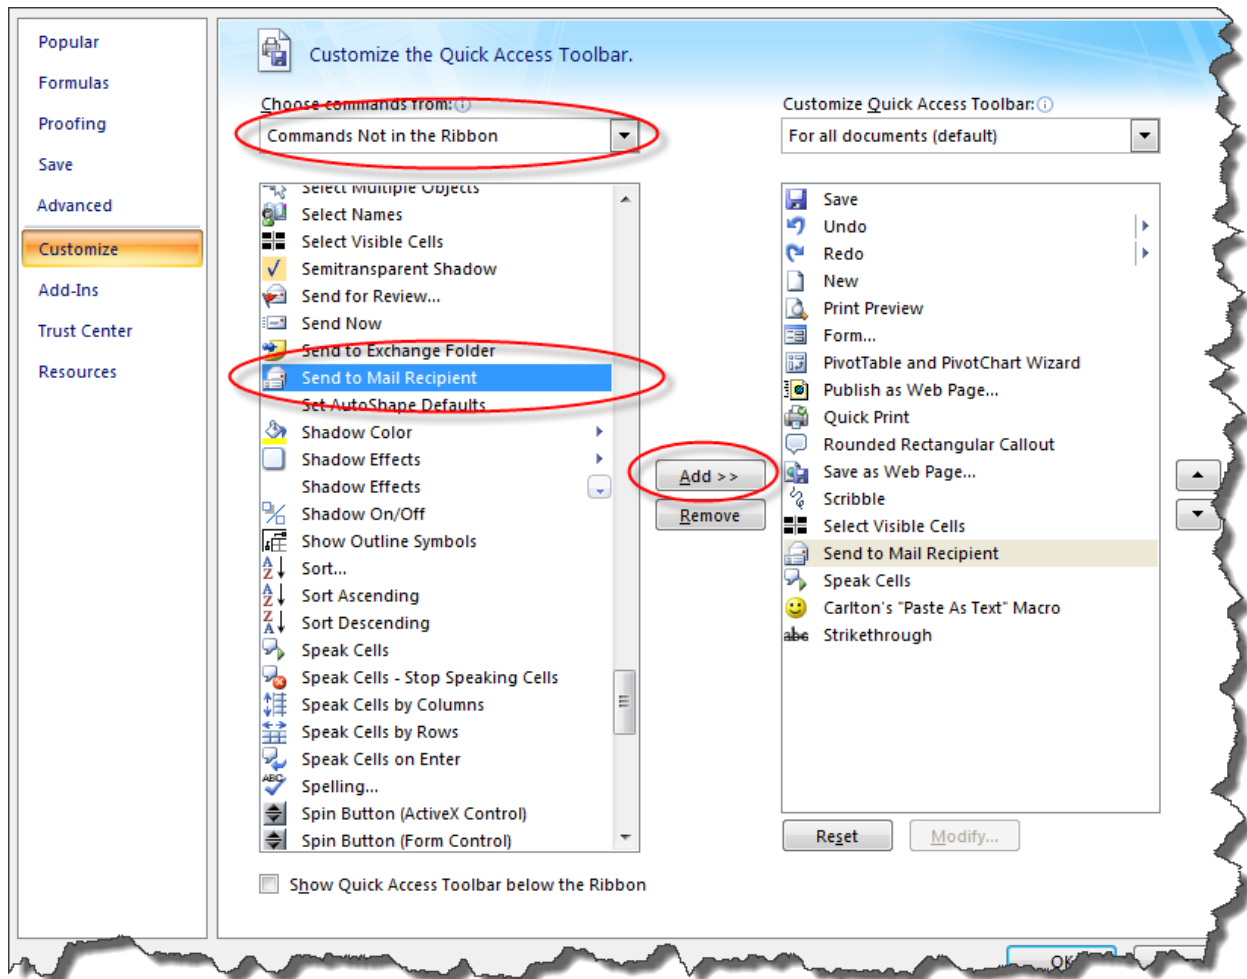 Popular
Formulas
Proofing
Save
Advanced
Customize
Add-Ins
Trust Center
Resources
Customize the Quick Access Toolbar.
Choose commands from:
Commands Not in the Ribbon
Select Multiple Objects
Select Names
Select Visible Cells
Semitransparent Shadow
Send for Review...
Send Now
Send to Exchange Folder
Send to Mail Recipient
Set AutoShape Defaults
Shadow Color
Shadow Effects
Shadow Effects
Shadow On/Off
Show Outline Symbols
Sort...
Sort Ascending
Sort Descending
Speak Cells
Speak Cells - Stop Speaking Cells
Speak Cells by Columns
Speak Cells by Rows
Speak Cells on Enter
Spelling...
Spin Button (ActiveX Control)
Spin Button (Form Control)
Show Quick Access Toolbar below the Ribbon
Add >>
Remove
Customize Quick Access Toolbar:
For all documents (default)
Save
Undo
Redo
New
Print Preview
Form...
PivotTable and PivotChart Wizard
Publish as Web Page...
Quick Print
Rounded Rectangular Callout
Save as Web Page...
Scribble
Select Visible Cells
Send to Mail Recipient
Speak Cells
Carlton's "Paste As Text" Macro
Strikethrough
Reset
Modify...
OK